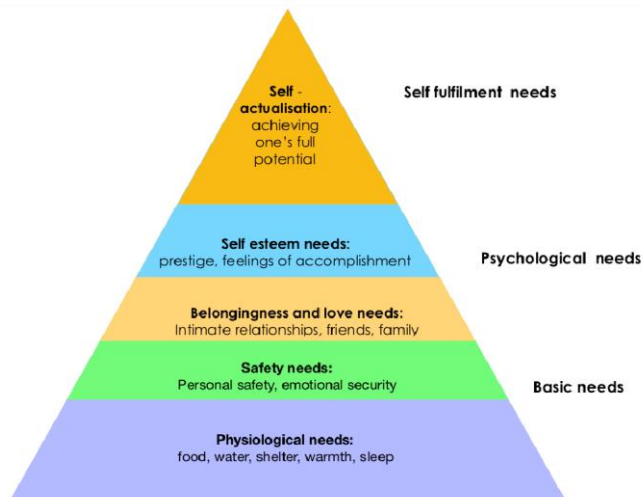 Self -
actualisation:
achieving
one's full
potential
Self fulfilment needs
Self esteem needs:
prestige, feelings of accomplishment
Psychological needs
Belongingness and love needs:
Intimate relationships, friends, family
Safety needs:
Personal safety, emotional security
Basic needs
Physiological needs:
food, water, shelter, warmth, sleep